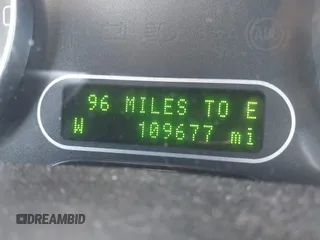 96 MILES TO E
W 109677 mi
DREAMBID